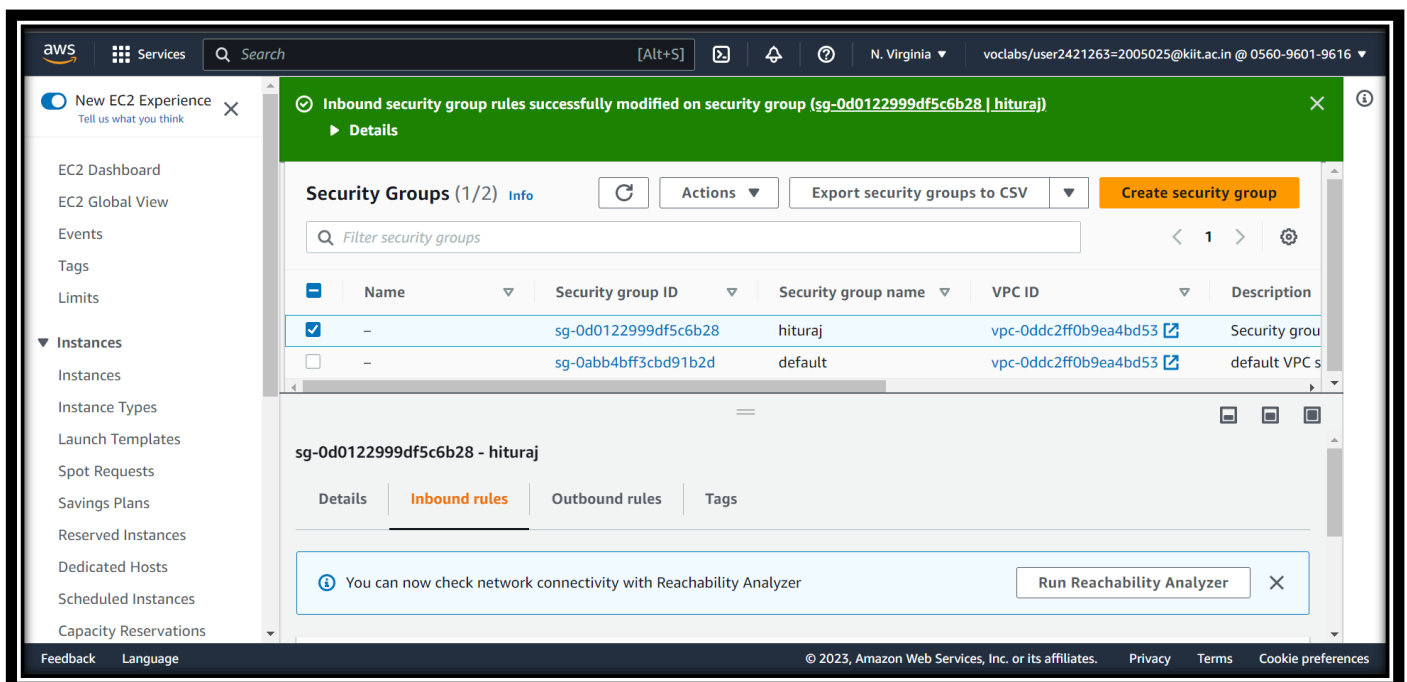 aws Services Search [Alt+S] N. Virginia ▼ voclabs/user2421263=2005025@kiit.ac.in @ 0560-9601-9616 ▼
New EC2 Experience
Tell us what you think
EC2 Dashboard
EC2 Global View
Events
Tags
Limits
▼ Instances
Instances
Instance Types
Launch Templates
Spot Requests
Savings Plans
Reserved Instances
Dedicated Hosts
Scheduled Instances
Capacity Reservations
Inbound security group rules successfully modified on security group (sg-0d0122999df5c6b28 | hituraj)
▶ Details
Security Groups (1/2) Info Actions ▼ Export security groups to CSV ▼ Create security group
Filter security groups < 1 >
Name Security group ID Security group name VPC ID Description
– sg-0d0122999df5c6b28 hituraj vpc-0ddc2ff0b9ea4bd53 Security grou
– sg-0abb4bff3cbd91b2d default vpc-0ddc2ff0b9ea4bd53 default VPC s
sg-0d0122999df5c6b28 - hituraj
Details Inbound rules Outbound rules Tags
You can now check network connectivity with Reachability Analyzer Run Reachability Analyzer
Feedback Language © 2023, Amazon Web Services, Inc. or its affiliates. Privacy Terms Cookie preferences